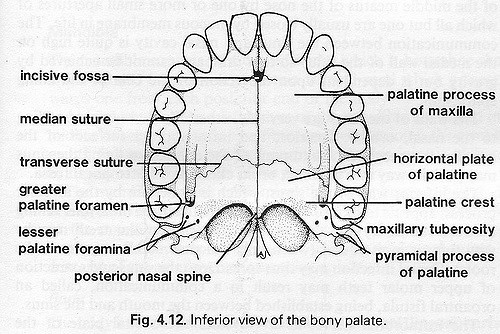 incisive fossa
median suture
transverse suture
greater
palatine foramen
lesser
palatine foramina
posterior nasal spine
palatine process
of maxilla
horizontal plate
of palatine
palatine crest
maxillary tuberosity
pyramidal process
of palatine
Fig. 4.12. Inferior view of the bony palate.